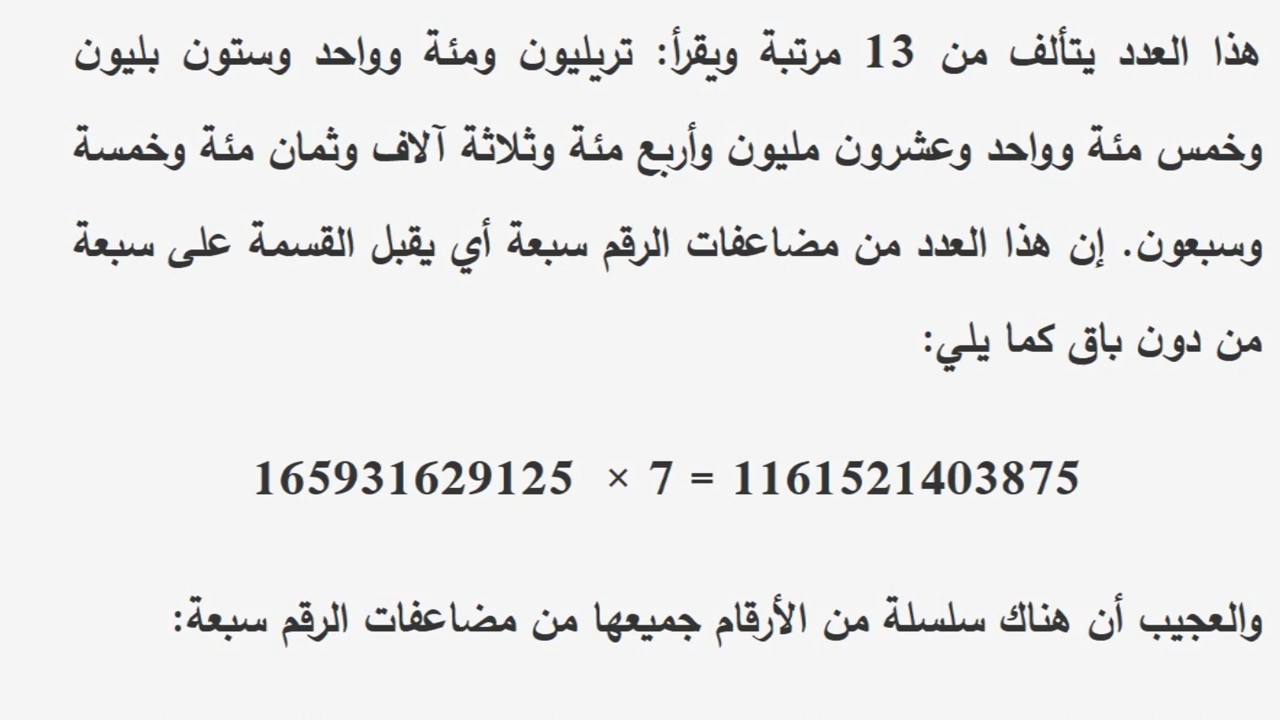 هذا العدد يتألف من 13 مرتبة ويقرأ: تريليون ومئة وواحد وستون بليون
وخمس مئة وواحد وعشرون مليون وأربع مئة وثلاثة آلاف وثمان مئة وخمسة
وسبعون. إن هذا العدد من مضاعفات الرقم سبعة أي يقبل القسمة على سبعة
من دون باق كما يلي:
165931629125 × 7 = 1161521403875
والعجيب أن هناك سلسلة من الأرقام جميعها من مضاعفات الرقم سبعة: